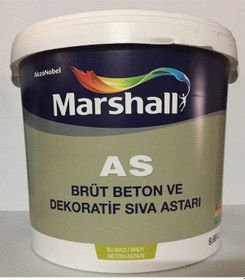 AkzoNobel
Marshall
AS
BRÜT BETON VE
DEKORATİF SIVA ASTARI
SU BAZLI BRÜT
BETON ASTARI